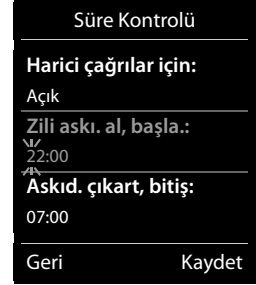 Süre Kontrolü
Harici çağrılar için:
Açık
Zili askı. al, başla.:
22:00
Askıd. çıkart, bitiş:
07:00
Geri Kaydet